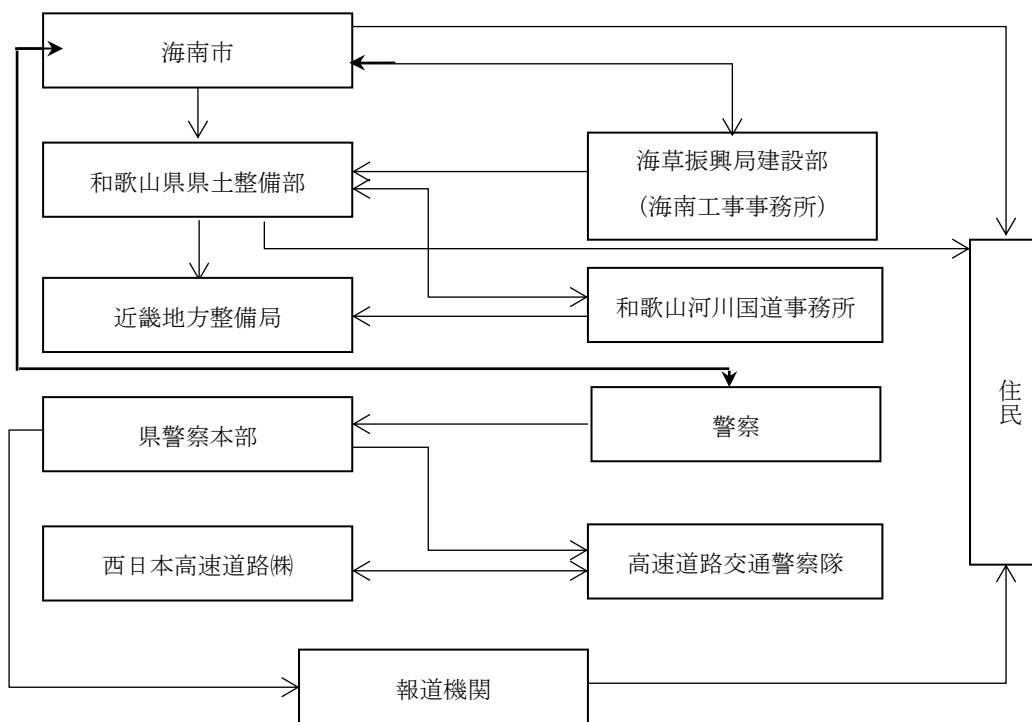 海南市
和歌山県県土整備部
海草振興局建設部
(海南工事事務所)
近畿地方整備局
和歌山河川国道事務所
住民
県警察本部
警察
西日本高速道路㈱
高速道路交通警察隊
報道機関